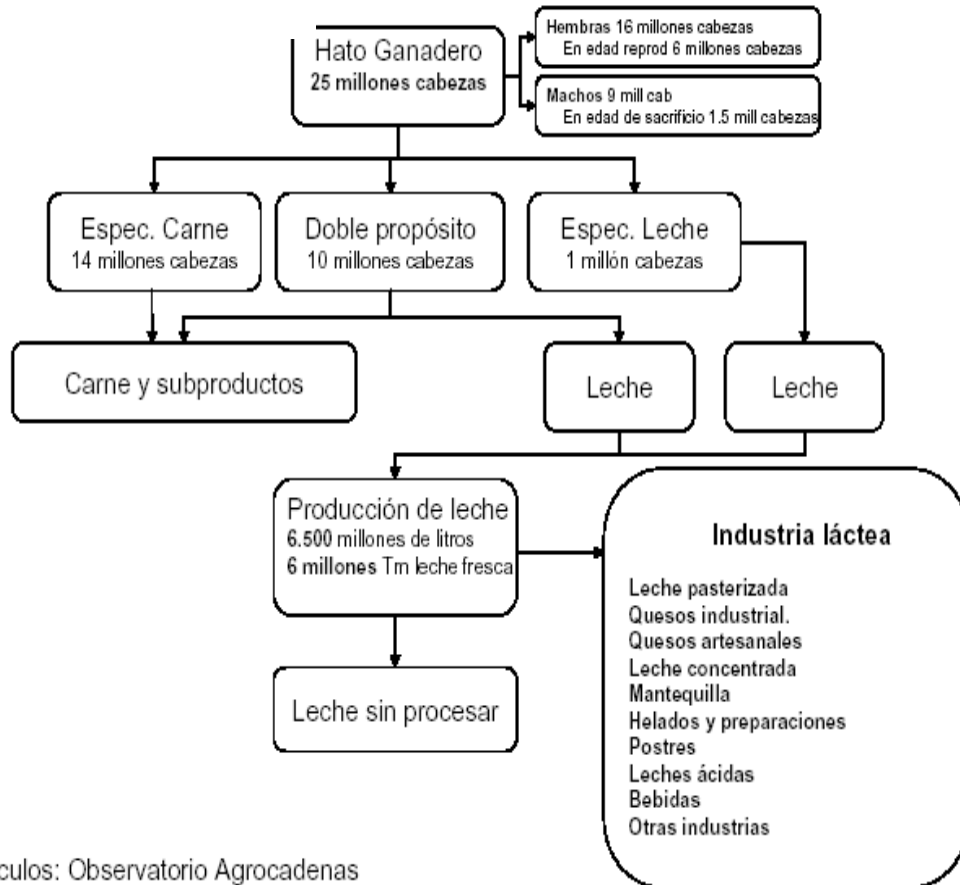 Hato Ganadero
25 millones cabezas
Hembras 16 millones cabezas
En edad reprod 6 millones cabezas
Machos 9 mill cab
En edad de sacrificio 1.5 mill cabezas
Espec. Carne
14 millones cabezas
Doble propósito
10 millones cabezas
Espec. Leche
1 millón cabezas
Carne y subproductos
Leche
Leche
Producción de leche
6.500 millones de litros
6 millones Tm leche fresca
Leche sin procesar
Industria láctea
Leche pasterizada
Quesos industrial.
Quesos artesanales
Leche concentrada
Mantequilla
Helados y preparaciones
Postres
Leches ácidas
Bebidas
Otras industrias
culos: Observatorio Agrocadenas